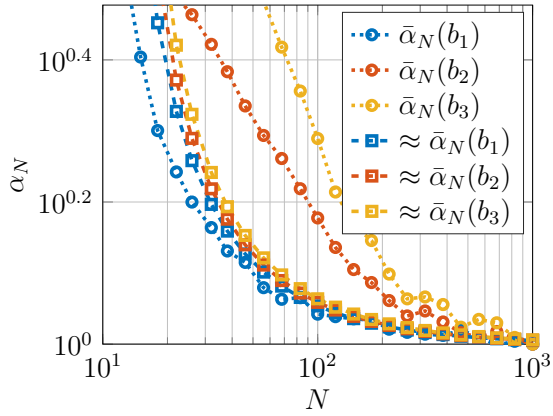 10^{0.4}
10^{0.2}
10^0
α_N
10^1
10^2
10^3
N
ᾱ_N(b_1)
ᾱ_N(b_2)
ᾱ_N(b_3)
≈ ᾱ_N(b_1)
≈ ᾱ_N(b_2)
≈ ᾱ_N(b_3)